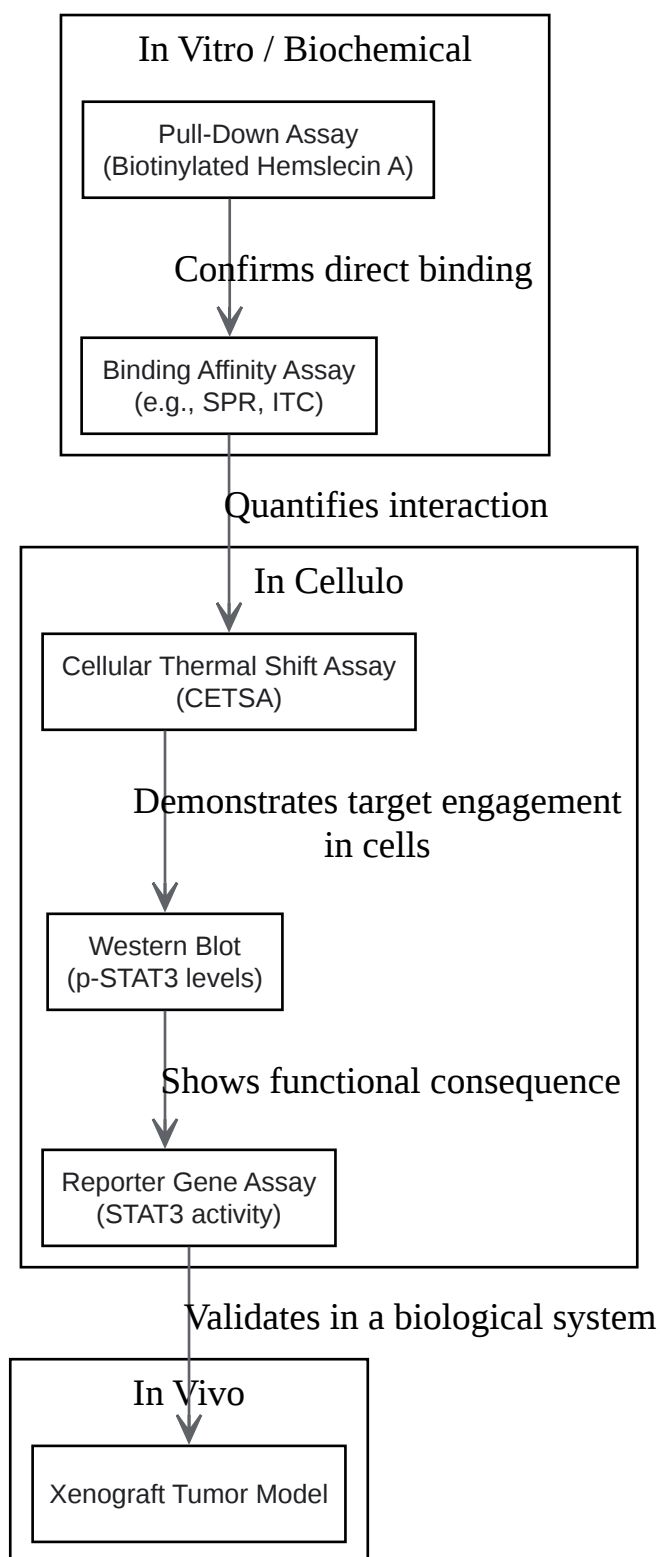 In Vitro / Biochemical
Pull-Down Assay
(Biotinylated Hemslecin A)
Confirms direct binding
Binding Affinity Assay
(e.g., SPR, ITC)
Quantifies interaction
In Cellulo
Cellular Thermal Shift Assay
(CETSA)
Demonstrates target engagement
in cells
Western Blot
(p-STAT3 levels)
Shows functional consequence
Reporter Gene Assay
(STAT3 activity)
Validates in a biological system
In Vivo
Xenograft Tumor Model